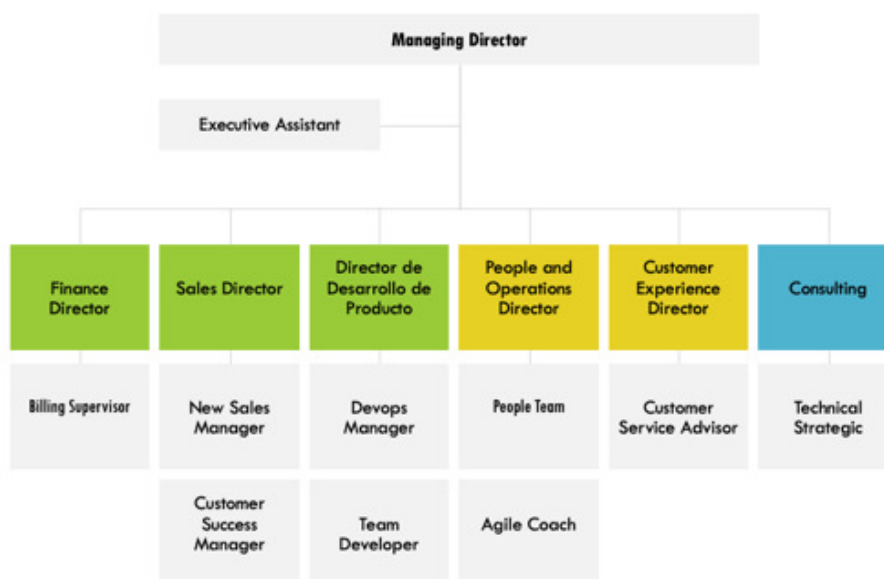 Managing Director
Executive Assistant
Finance
Director
Sales Director
Director de
Desarrollo de
Producto
People and
Operations
Director
Customer
Experience
Director
Consulting
Billing Supervisor
New Sales
Manager
Devops
Manager
People Team
Customer
Service Advisor
Technical
Strategic
Customer
Success
Manager
Team
Developer
Agile Coach